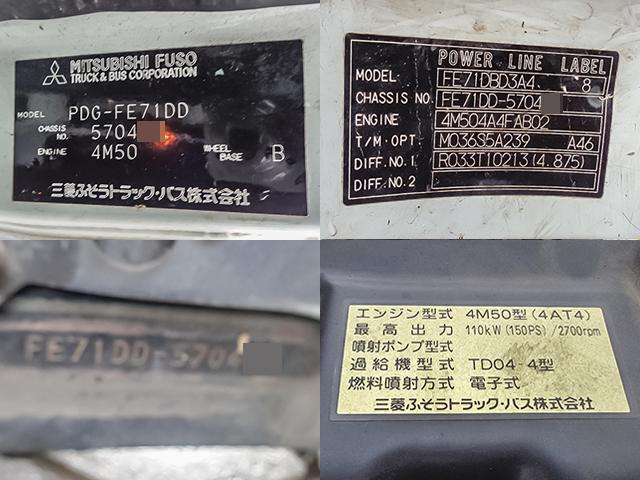 MITSUBISHI FUSO
TRUCK & BUS CORPORATION
MODEL PDG-FE71DD
CHASSIS NO. 5704
ENGINE 4M50 WHEEL BASE B
三菱ふそうトラック・バス株式会社
POWER LINE LABEL
MODEL FE71DBD3A4 8
CHASSIS NO. FE71DD-5704
ENGINE 4M504A4FAB02
T/M.OPT. M036S5A239 A46
DIFF.NO.1 R033T10213(4.875)
DIFF.NO.2
FE71DD-5704
エンジン型式 4M50型(4AT4)
最高出力 110kW(150PS)/2700rpm
噴射ポンプ型式
過給機型式 TD04-4型
燃料噴射方式 電子式
三菱ふそうトラック・バス株式会社